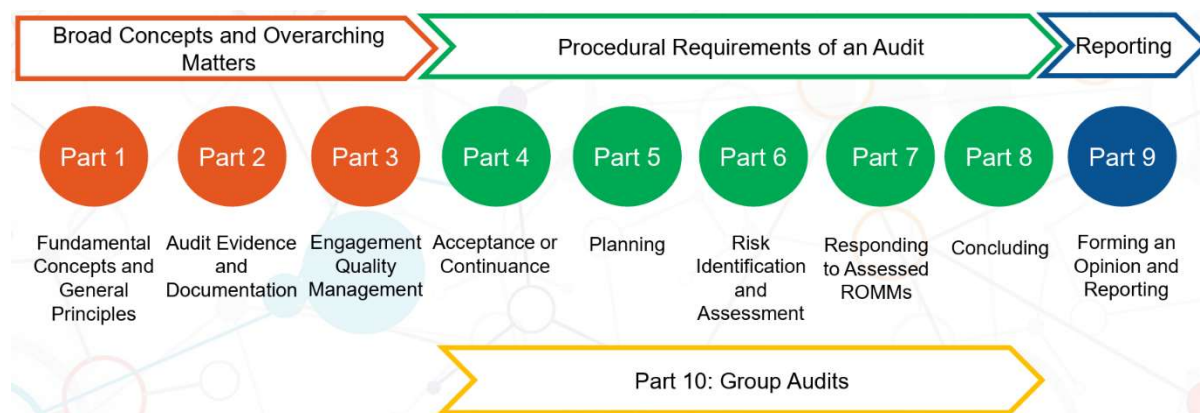 Broad Concepts and Overarching
Matters
Procedural Requirements of an Audit
Reporting
Part 1
Part 2
Part 3
Part 4
Part 5
Part 6
Part 7
Part 8
Part 9
Fundamental
Concepts and
General
Principles
Audit Evidence
and
Documentation
Engagement
Quality
Management
Acceptance or
Continuance
Planning
Risk
Identification
and
Assessment
Responding
to Assessed
ROMMs
Concluding
Forming an
Opinion and
Reporting
Part 10: Group Audits